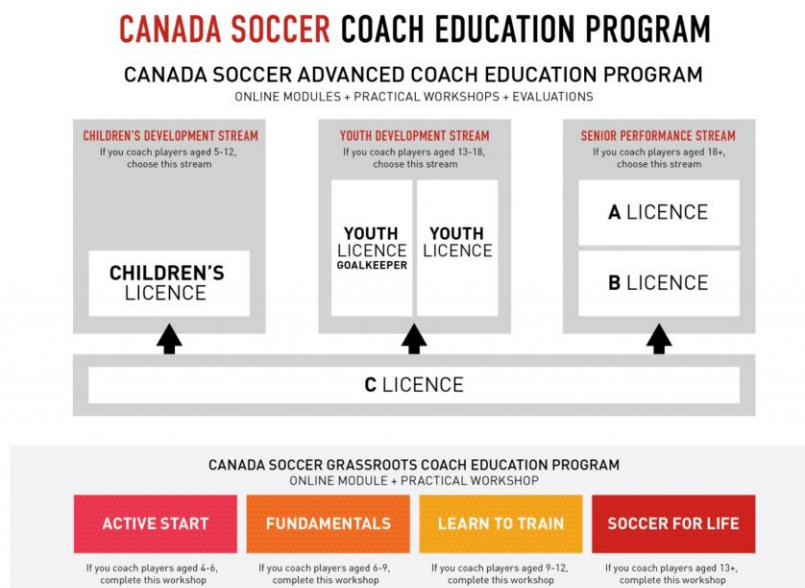 CANADA SOCCER COACH EDUCATION PROGRAM
CANADA SOCCER ADVANCED COACH EDUCATION PROGRAM
ONLINE MODULES + PRACTICAL WORKSHOPS + EVALUATIONS
CHILDREN'S DEVELOPMENT STREAM
If you coach players aged 5-12,
choose this stream
CHILDREN'S
LICENCE
YOUTH DEVELOPMENT STREAM
If you coach players aged 13-18,
choose this stream
YOUTH
LICENCE
GOALKEEPER
YOUTH
LICENCE
SENIOR PERFORMANCE STREAM
If you coach players aged 18+,
choose this stream
A LICENCE
B LICENCE
C LICENCE
CANADA SOCCER GRASSROOTS COACH EDUCATION PROGRAM
ONLINE MODULE + PRACTICAL WORKSHOP
ACTIVE START
If you coach players aged 4-6,
complete this workshop
FUNDAMENTALS
If you coach players aged 6-9,
complete this workshop
LEARN TO TRAIN
If you coach players aged 9-12,
complete this workshop
SOCCER FOR LIFE
If you coach players aged 13+,
complete this workshop